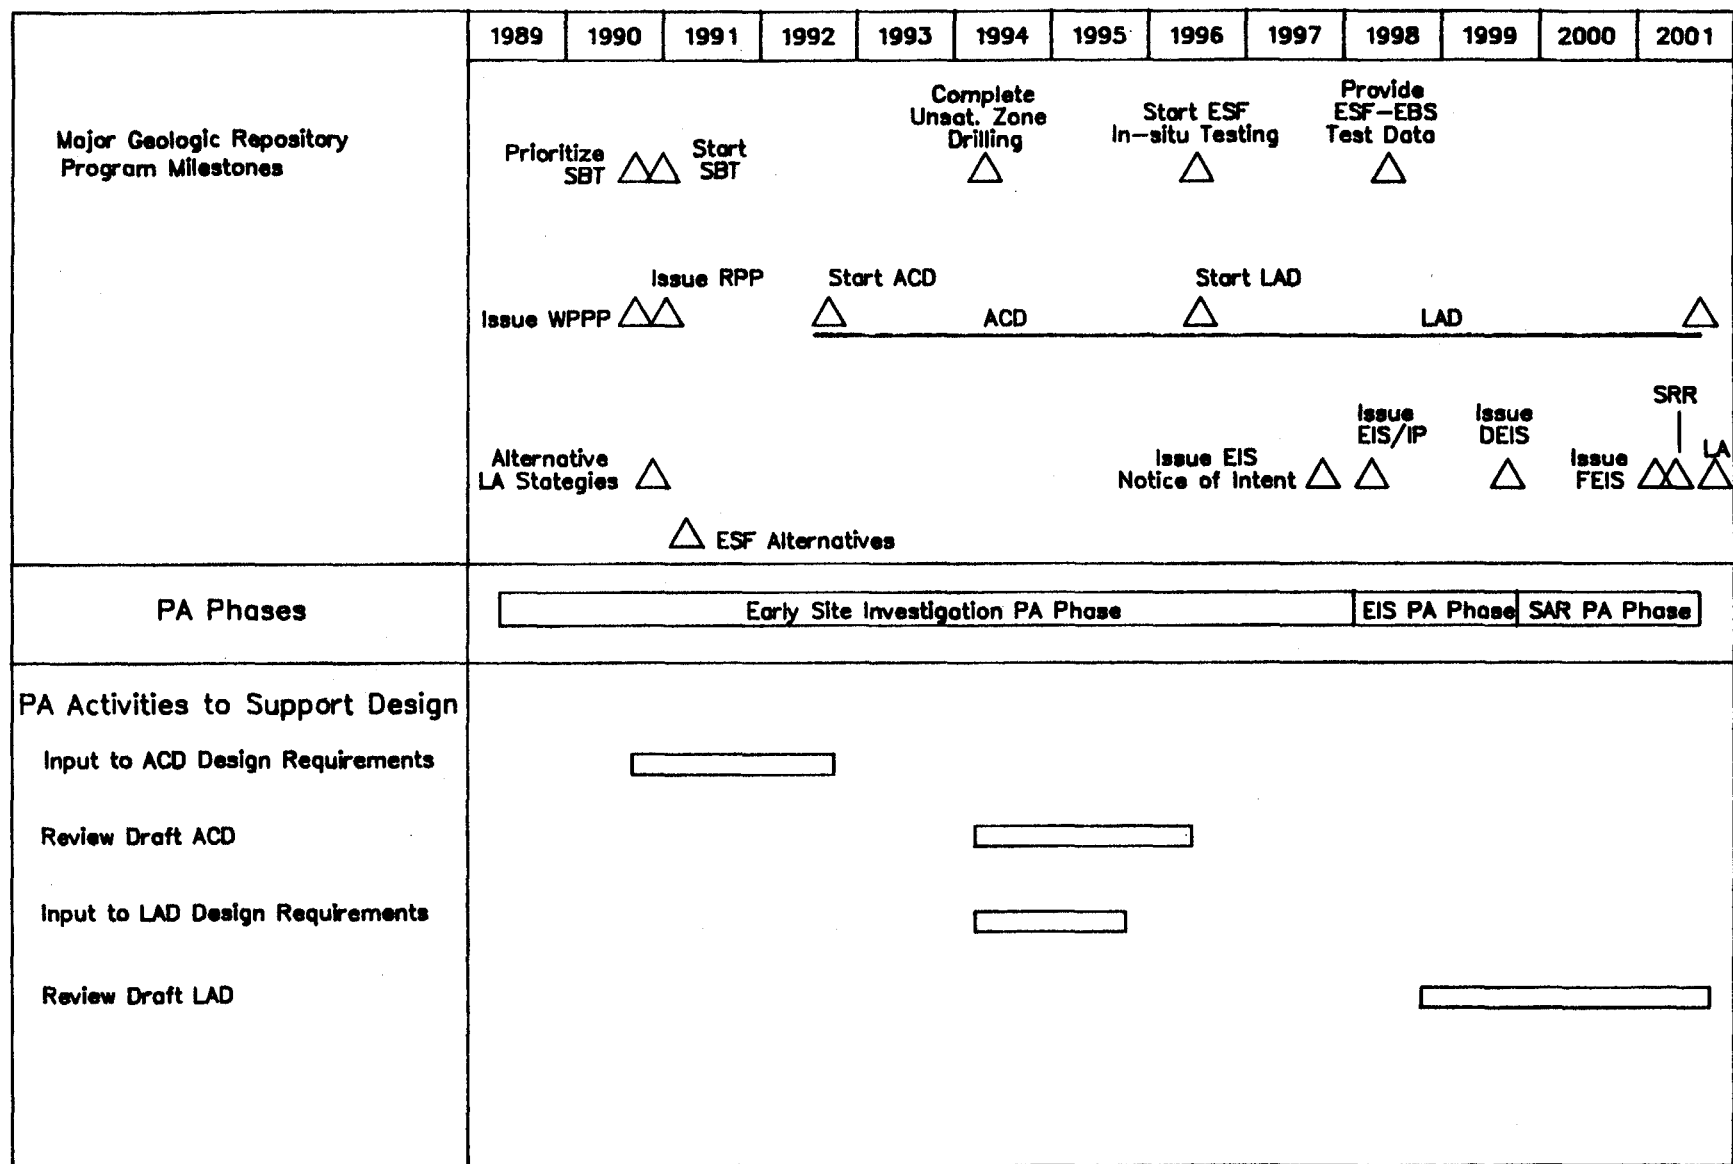 1989 1990 1991 1992 1993 1994 1995 1996 1997 1998 1999 2000 2001
Major Geologic Repository
Program Milestones
Prioritize
SBT
Start
SBT
Complete
Unsat. Zone
Drilling
Start ESF
In-situ Testing
Provide
ESF-EBS
Test Data
Issue WPPP
Issue RPP
Start ACD
ACD
Start LAD
LAD
Alternative
LA Stategies
ESF Alternatives
Issue EIS
Notice of Intent
Issue
EIS/IP
Issue
DEIS
Issue
FEIS
SRR
LA
PA Phases
Early Site Investigation PA Phase
EIS PA Phase
SAR PA Phase
PA Activities to Support Design
Input to ACD Design Requirements
Review Draft ACD
Input to LAD Design Requirements
Review Draft LAD